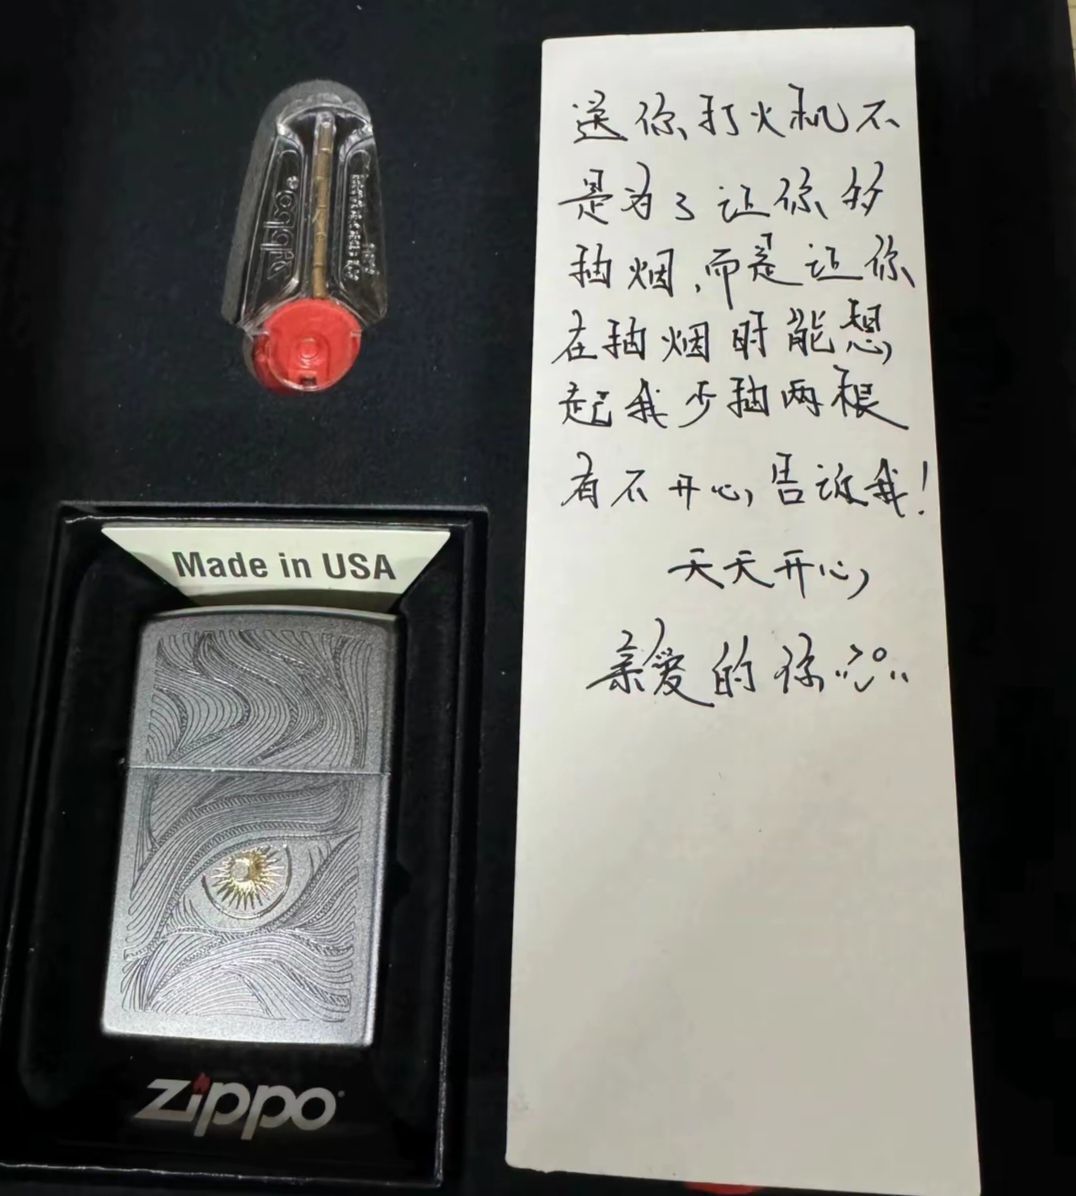 送你打火机不
是为了让你多
抽烟,而是让你
在抽烟时能想
起我少抽两根
有不开心,告诉我!
天天开心,
亲爱的你
Made in USA
zippo